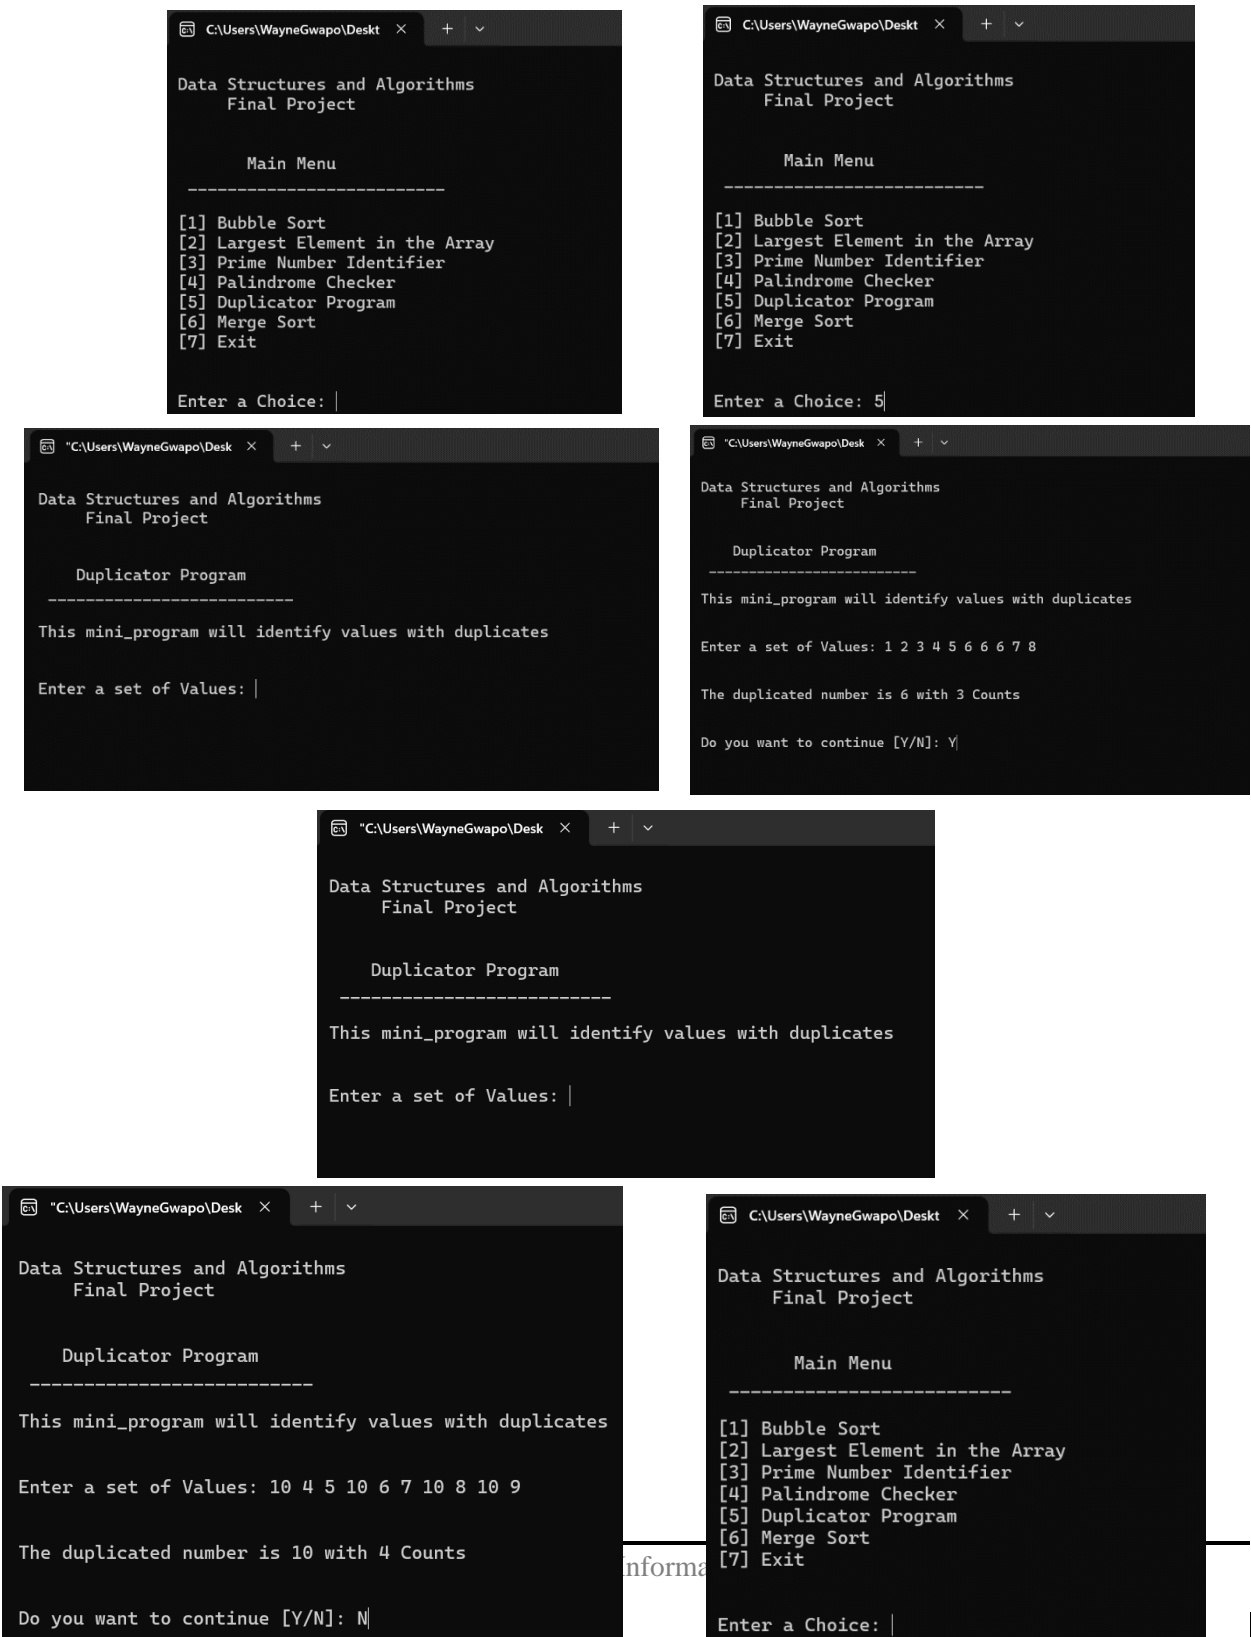 C:\Users\WayneGwapo\Deskt
Data Structures and Algorithms
Final Project
Main Menu
--------------------------
[1] Bubble Sort
[2] Largest Element in the Array
[3] Prime Number Identifier
[4] Palindrome Checker
[5] Duplicator Program
[6] Merge Sort
[7] Exit
Enter a Choice:
C:\Users\WayneGwapo\Deskt
Data Structures and Algorithms
Final Project
Main Menu
--------------------------
[1] Bubble Sort
[2] Largest Element in the Array
[3] Prime Number Identifier
[4] Palindrome Checker
[5] Duplicator Program
[6] Merge Sort
[7] Exit
Enter a Choice: 5
"C:\Users\WayneGwapo\Desk
Data Structures and Algorithms
Final Project
Duplicator Program
--------------------------
This mini_program will identify values with duplicates
Enter a set of Values:
"C:\Users\WayneGwapo\Desk
Data Structures and Algorithms
Final Project
Duplicator Program
--------------------------
This mini_program will identify values with duplicates
Enter a set of Values: 1 2 3 4 5 6 6 6 7 8
The duplicated number is 6 with 3 Counts
Do you want to continue [Y/N]: Y
"C:\Users\WayneGwapo\Desk
Data Structures and Algorithms
Final Project
Duplicator Program
--------------------------
This mini_program will identify values with duplicates
Enter a set of Values:
"C:\Users\WayneGwapo\Desk
Data Structures and Algorithms
Final Project
Duplicator Program
--------------------------
This mini_program will identify values with duplicates
Enter a set of Values: 10 4 5 10 6 7 10 8 10 9
The duplicated number is 10 with 4 Counts
Do you want to continue [Y/N]: N
C:\Users\WayneGwapo\Deskt
Data Structures and Algorithms
Final Project
Main Menu
--------------------------
[1] Bubble Sort
[2] Largest Element in the Array
[3] Prime Number Identifier
[4] Palindrome Checker
[5] Duplicator Program
[6] Merge Sort
[7] Exit
Enter a Choice: